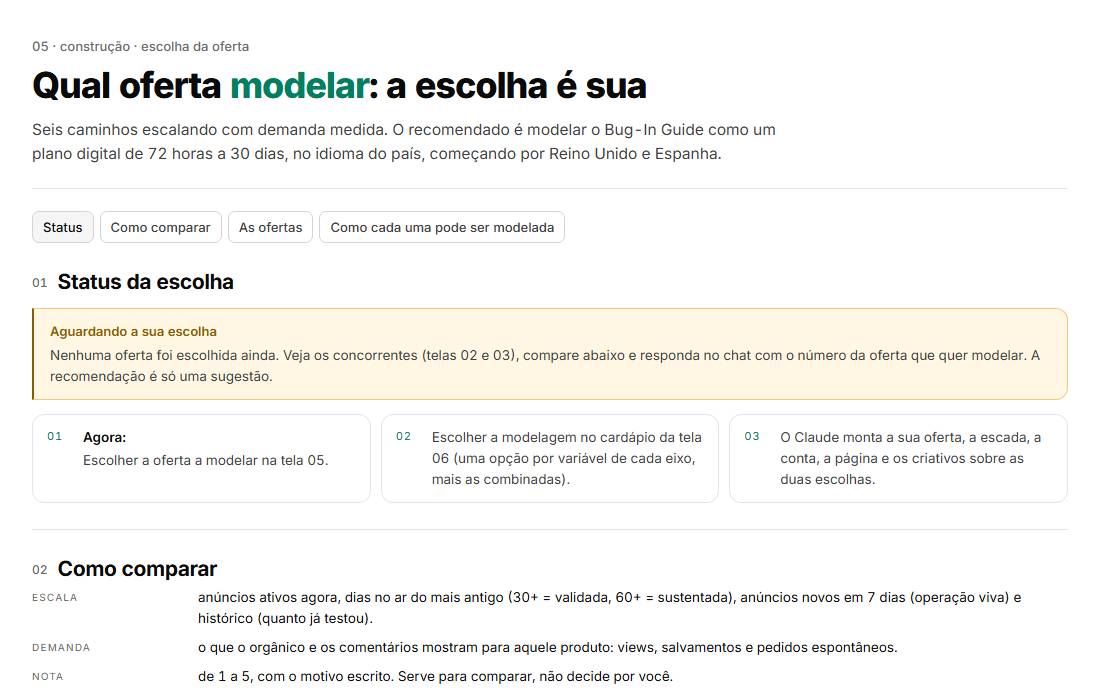 05 · construção · escolha da oferta
Qual oferta modelar: a escolha é sua
Seis caminhos escalando com demanda medida. O recomendado é modelar o Bug-In Guide como um
plano digital de 72 horas a 30 dias, no idioma do país, começando por Reino Unido e Espanha.
Status
Como comparar
As ofertas
Como cada uma pode ser modelada
01 Status da escolha
Aguardando a sua escolha
Nenhuma oferta foi escolhida ainda. Veja os concorrentes (telas 02 e 03), compare abaixo e responda no chat com o número da oferta que quer modelar. A
recomendação é só uma sugestão.
01 Agora:
Escolher a oferta a modelar na tela 05.
02 Escolher a modelagem no cardápio da tela
06 (uma opção por variável de cada eixo,
mais as combinadas).
03 O Claude monta a sua oferta, a escada, a
conta, a página e os criativos sobre as
duas escolhas.
02 Como comparar
ESCALA anúncios ativos agora, dias no ar do mais antigo (30+ = validada, 60+ = sustentada), anúncios novos em 7 dias (operação viva) e
histórico (quanto já testou).
DEMANDA o que o orgânico e os comentários mostram para aquele produto: views, salvamentos e pedidos espontâneos.
NOTA de 1 a 5, com o motivo escrito. Serve para comparar, não decide por você.